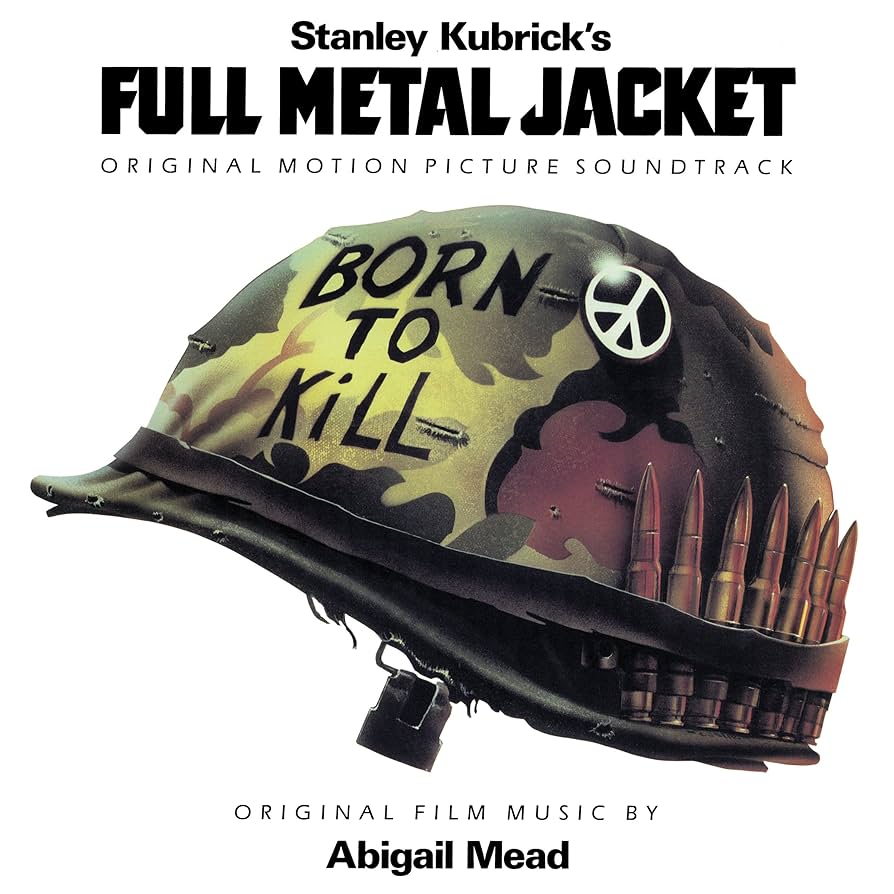 Stanley Kubrick's
FULL METAL JACKET
ORIGINAL MOTION PICTURE SOUNDTRACK
BORN
TO
KiLL
ORIGINAL FILM MUSIC BY
Abigail Mead